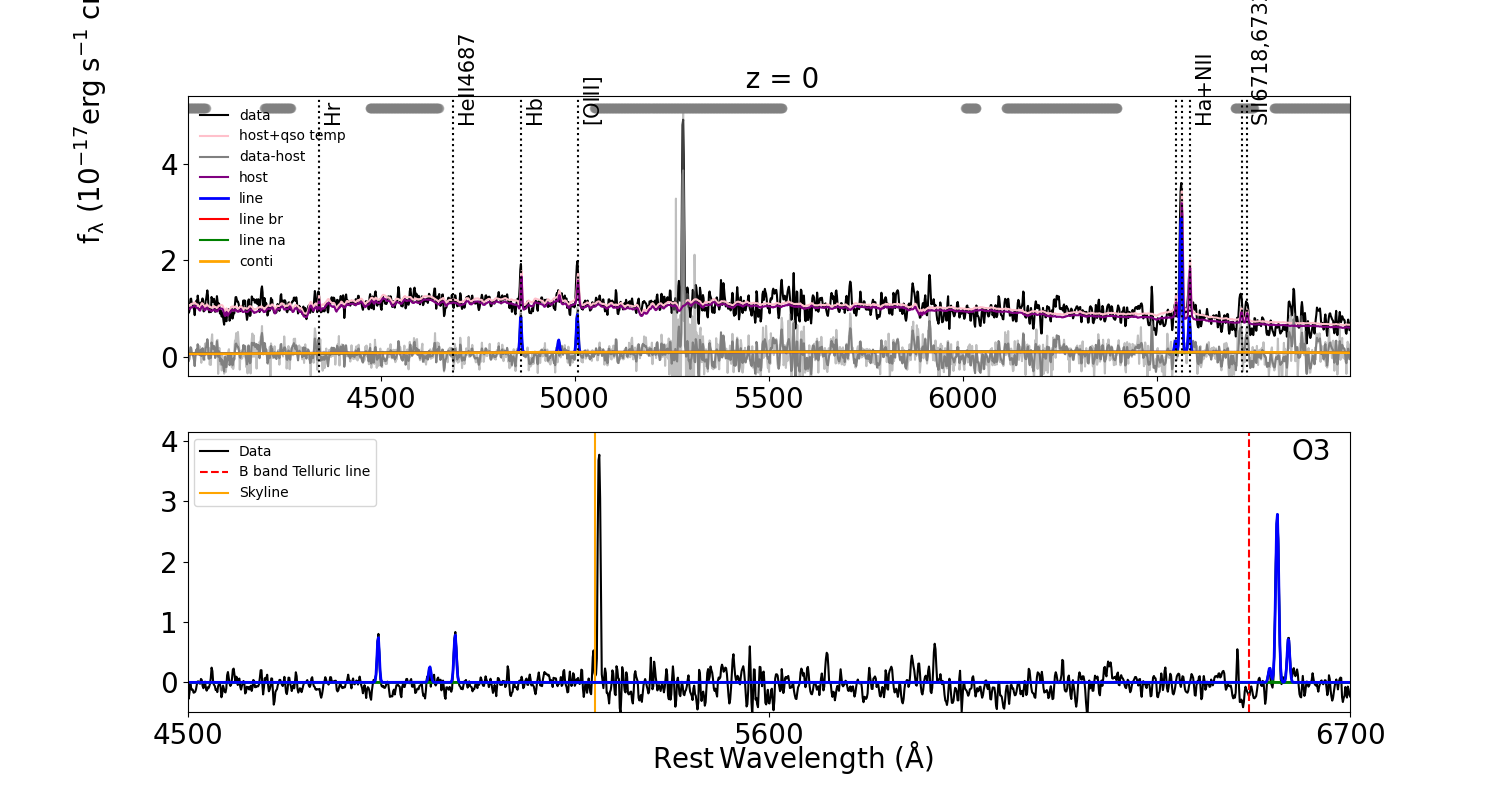 z = 0
f_λ (10^−17 erg s^−1 c
Hr
HeII4687
Hb
[OIII]
Ha+NII
SII6718,673
data
host+qso temp
data-host
host
line
line br
line na
conti
4
2
0
4500
5000
5500
6000
6500
O3
Data
B band Telluric line
Skyline
4
3
2
1
0
4500
5600
6700
Rest Wavelength (Å)